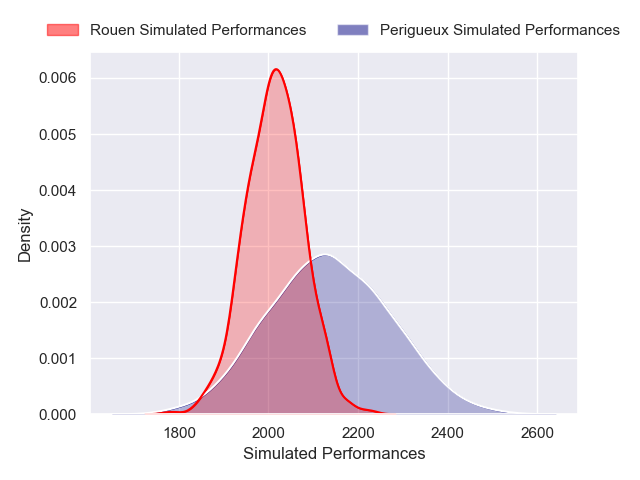 Rouen Simulated Performances Perigueux Simulated Performances
0.006
0.005
0.004
0.003
0.002
0.001
0.000
Density
1800 2000 2200 2400 2600
Simulated Performances